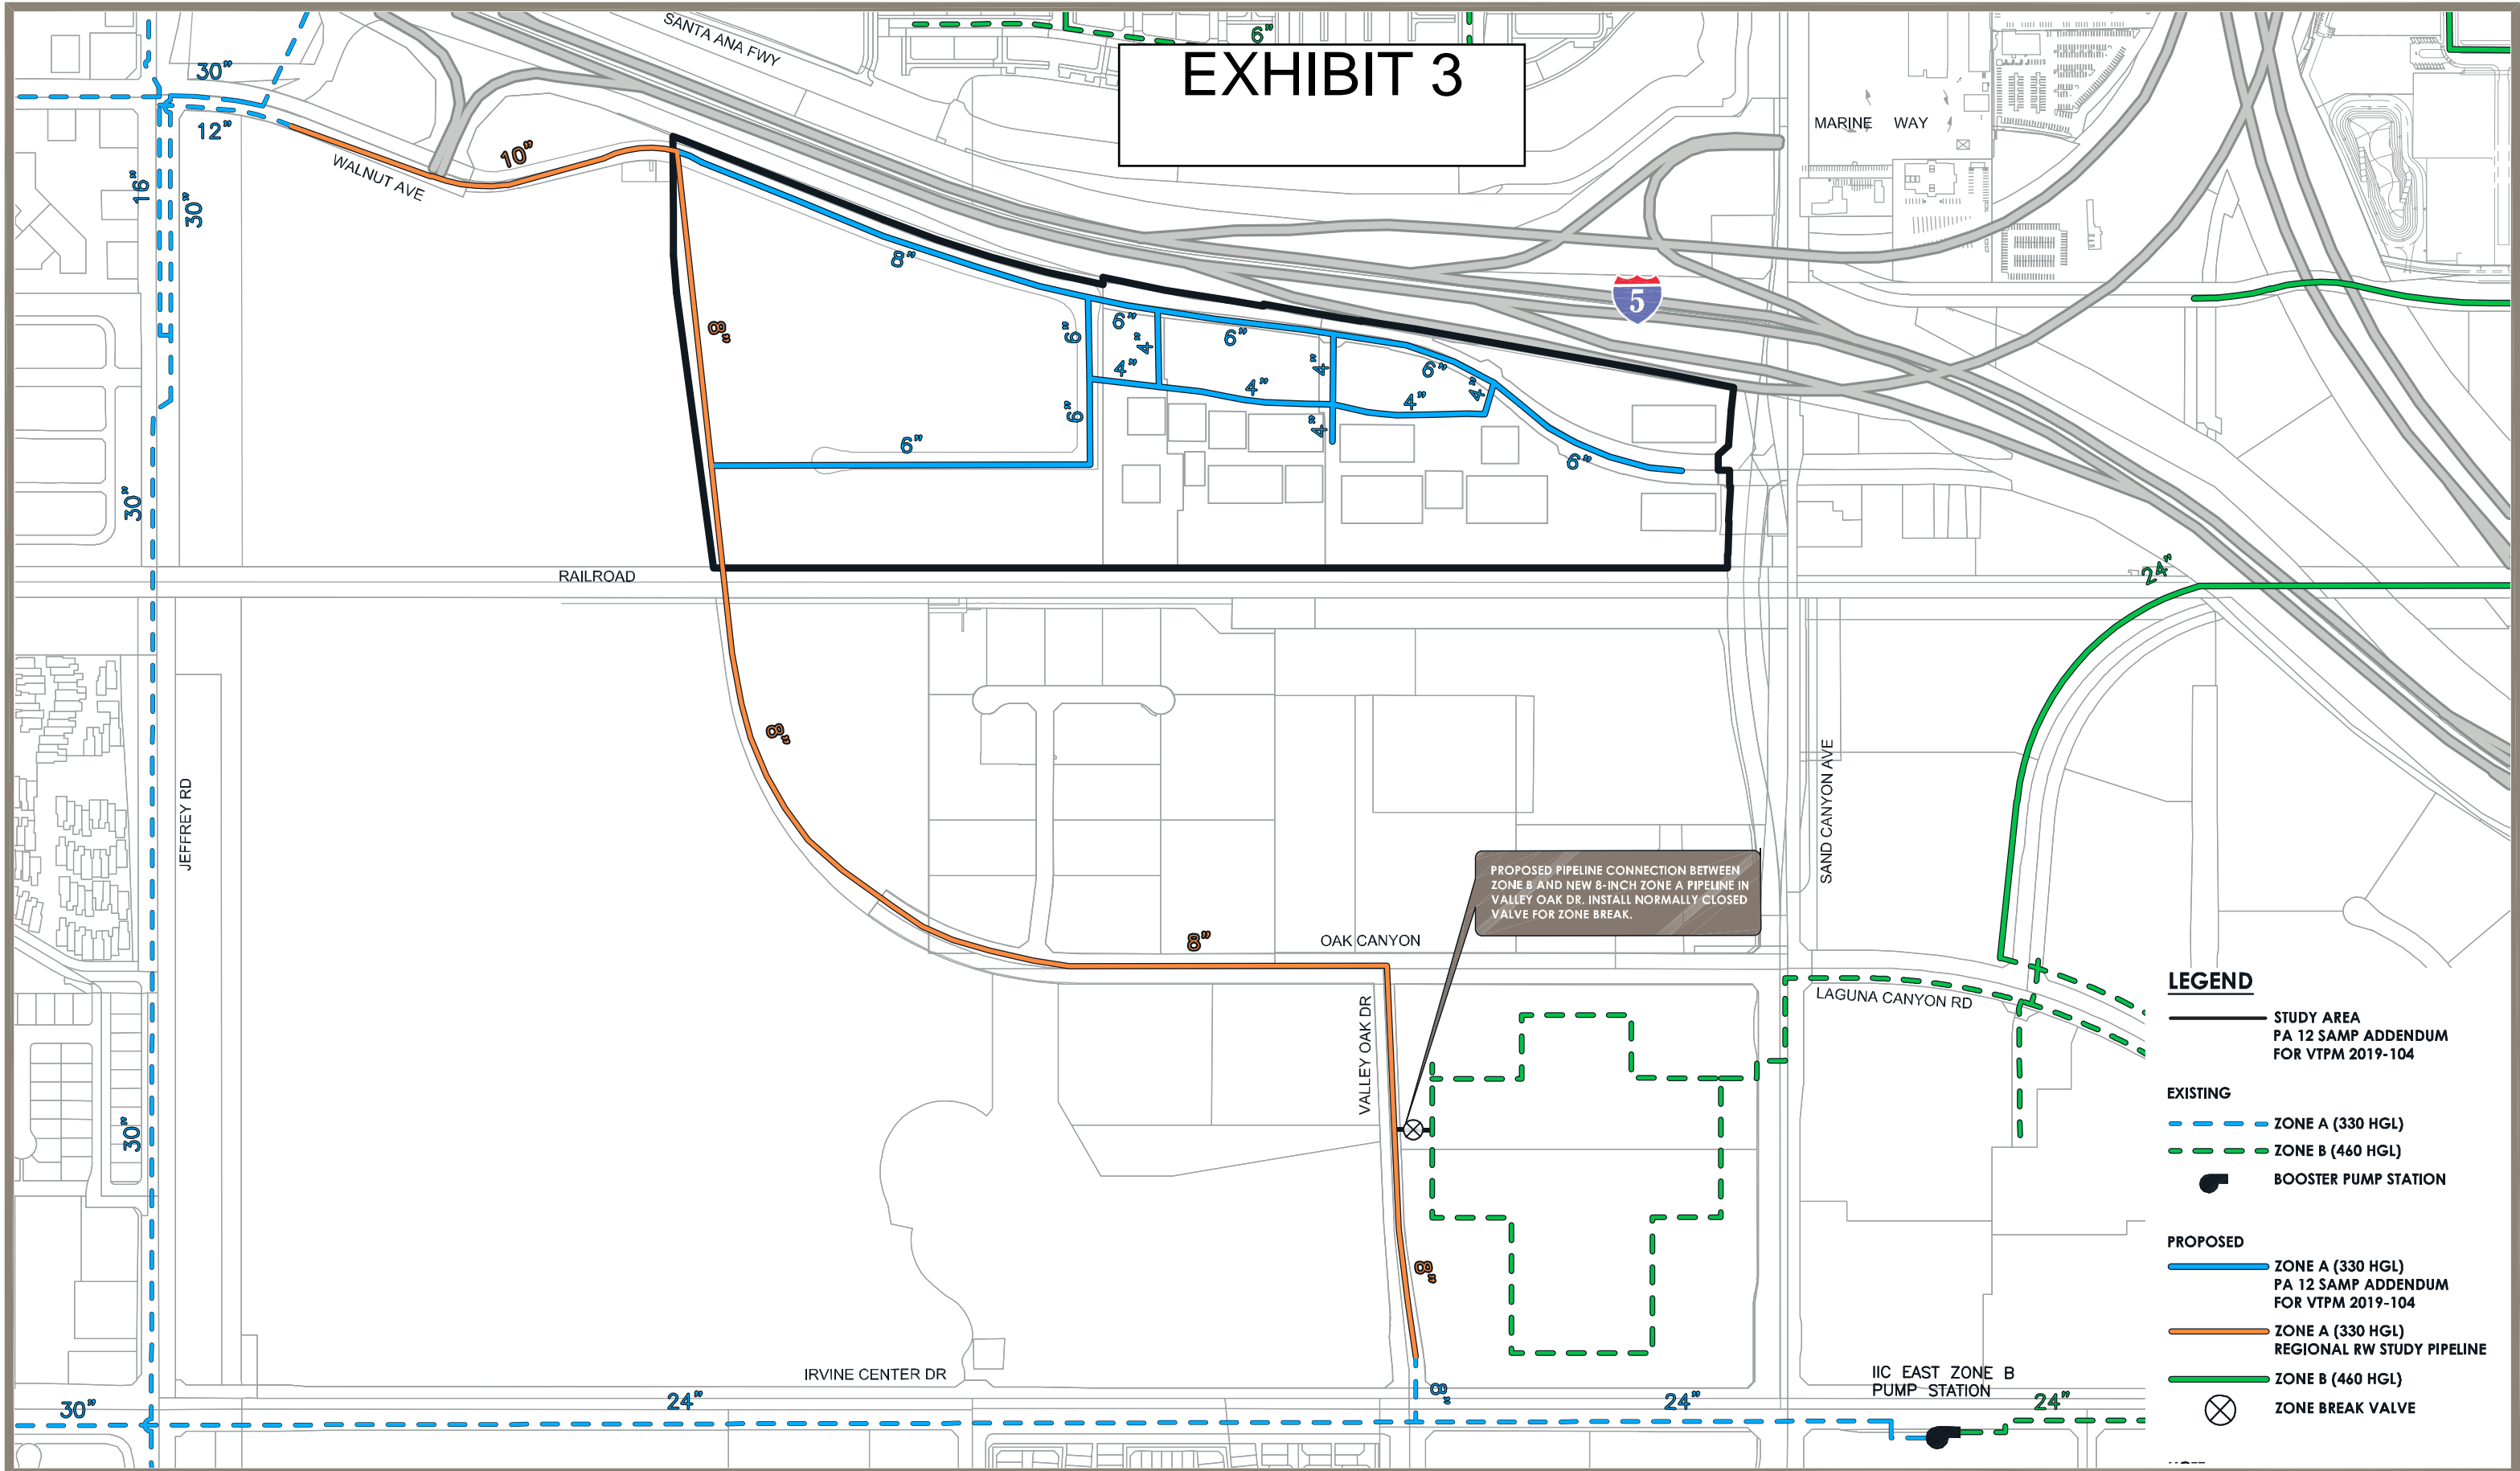 SANTA ANA FWY
6”
EXHIBIT 3
30”
12”
16”
30”
WALNUT AVE
10”
MARINE WAY
8”
5
8”
6”
6”
4”
6”
4”
4”
4”
6”
4”
4”
6”
4”
6”
6”
30”
RAILROAD
24”
8”
JEFFREY RD
SAND CANYON AVE
PROPOSED PIPELINE CONNECTION BETWEEN
ZONE B AND NEW 8-INCH ZONE A PIPELINE IN
VALLEY OAK DR. INSTALL NORMALLY CLOSED
VALVE FOR ZONE BREAK.
8”
OAK CANYON
LAGUNA CANYON RD
VALLEY OAK DR
30”
8”
IRVINE CENTER DR
30”
24”
8”
24”
IIC EAST ZONE B
PUMP STATION
24”
LEGEND
STUDY AREA
PA 12 SAMP ADDENDUM
FOR VTPM 2019-104
EXISTING
ZONE A (330 HGL)
ZONE B (460 HGL)
BOOSTER PUMP STATION
PROPOSED
ZONE A (330 HGL)
PA 12 SAMP ADDENDUM
FOR VTPM 2019-104
ZONE A (330 HGL)
REGIONAL RW STUDY PIPELINE
ZONE B (460 HGL)
ZONE BREAK VALVE